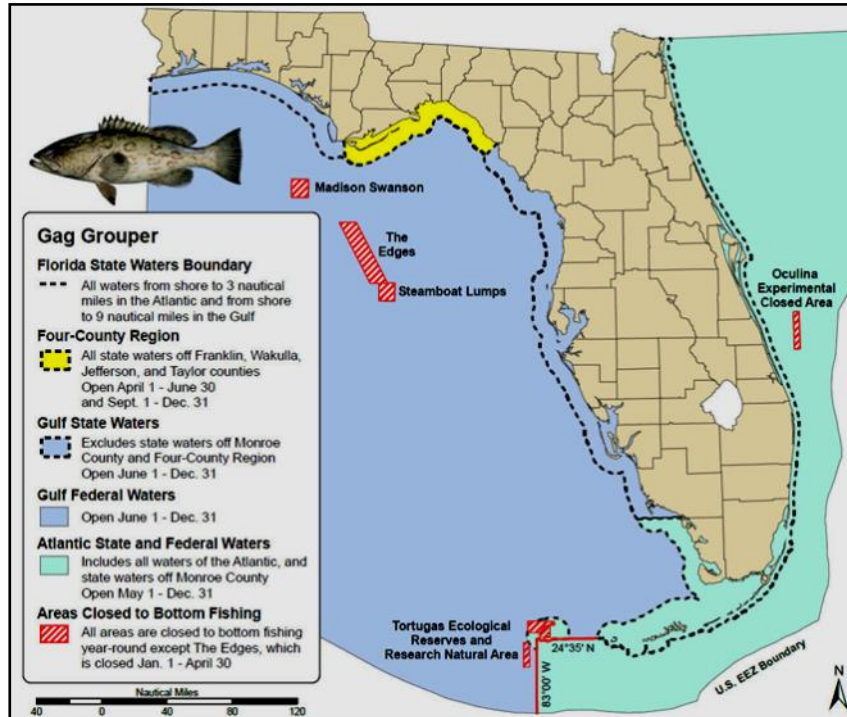 Madison Swanson
The
Edges
Steamboat Lumps
Oculina
Experimental
Closed Area
Gag Grouper
Florida State Waters Boundary
All waters from shore to 3 nautical
miles in the Atlantic and from shore
to 9 nautical miles in the Gulf
Four-County Region
All state waters off Franklin, Wakulla,
Jefferson, and Taylor counties
Open April 1 - June 30
and Sept. 1 - Dec. 31
Gulf State Waters
Excludes state waters off Monroe
County and Four-County Region
Open June 1 - Dec. 31
Gulf Federal Waters
Open June 1 - Dec. 31
Atlantic State and Federal Waters
Includes all waters of the Atlantic, and
state waters off Monroe County
Open May 1 - Dec. 31
Areas Closed to Bottom Fishing
All areas are closed to bottom fishing
year-round except The Edges, which
is closed Jan. 1 - April 30
Tortugas Ecological
Reserves and
Research Natural Area
24°35' N
83°00' W
U.S. EEZ Boundary
N
Nautical Miles
40 20 0 40 80 120